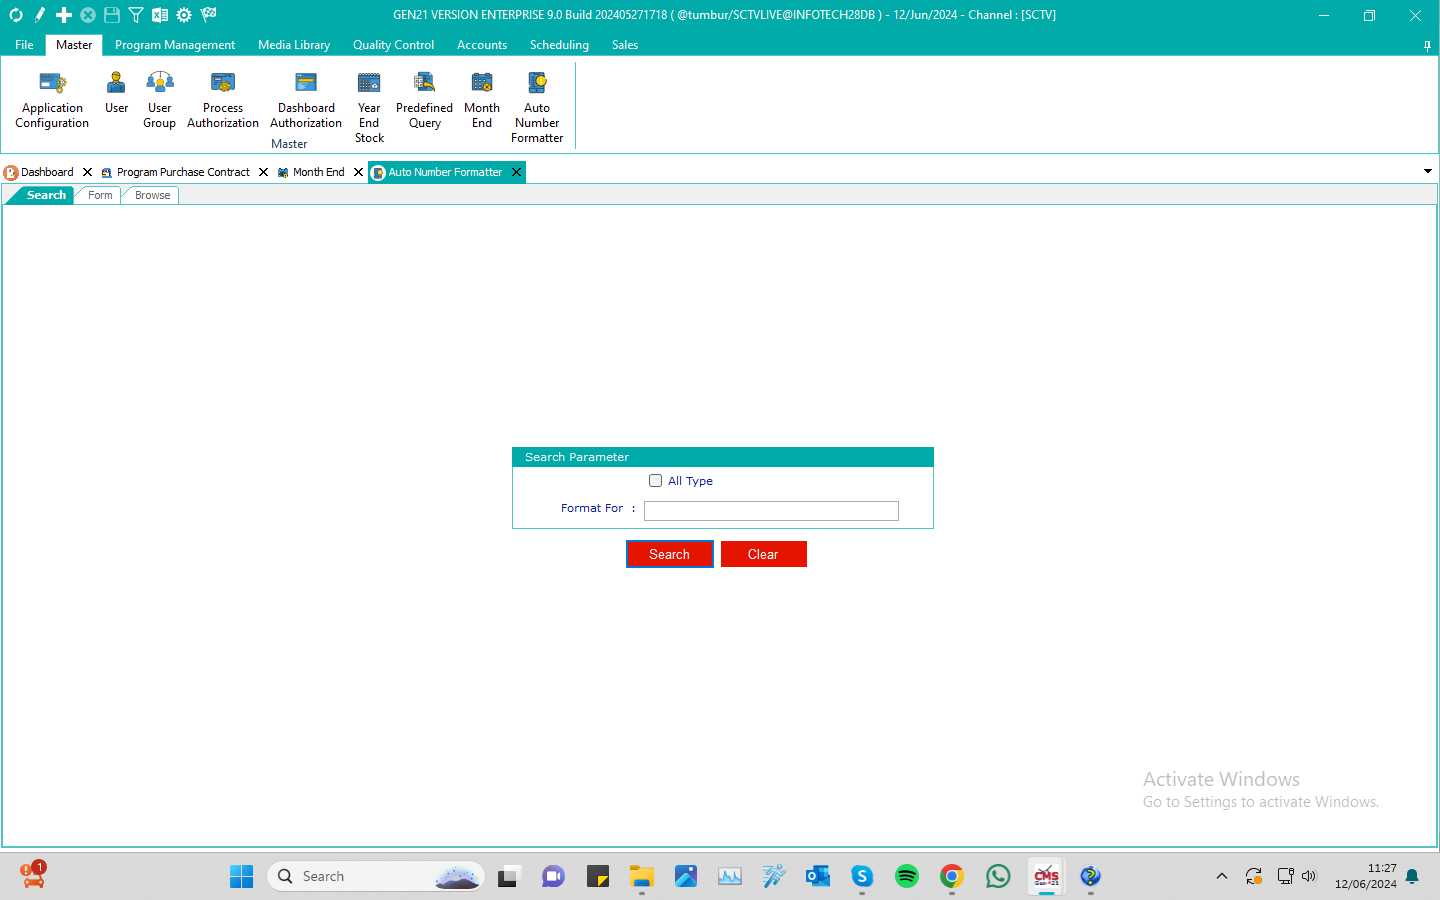 GEN21 VERSION ENTERPRISE 9.0 Build 202405271718 ( @tumbur/SCTVLIVE@INFOTECH28DB ) - 12/Jun/2024 - Channel : [SCTV]
File Master Program Management Media Library Quality Control Accounts Scheduling Sales
Application Configuration
User
User Group
Process Authorization
Dashboard Authorization
Year End Stock
Predefined Query
Month End
Auto Number Formatter
Master
Dashboard Program Purchase Contract Month End Auto Number Formatter
Search Form Browse
Search Parameter
All Type
Format For :
Search Clear
Activate Windows
Go to Settings to activate Windows.
1
Search
CMS
Gen#21
11:27
12/06/2024